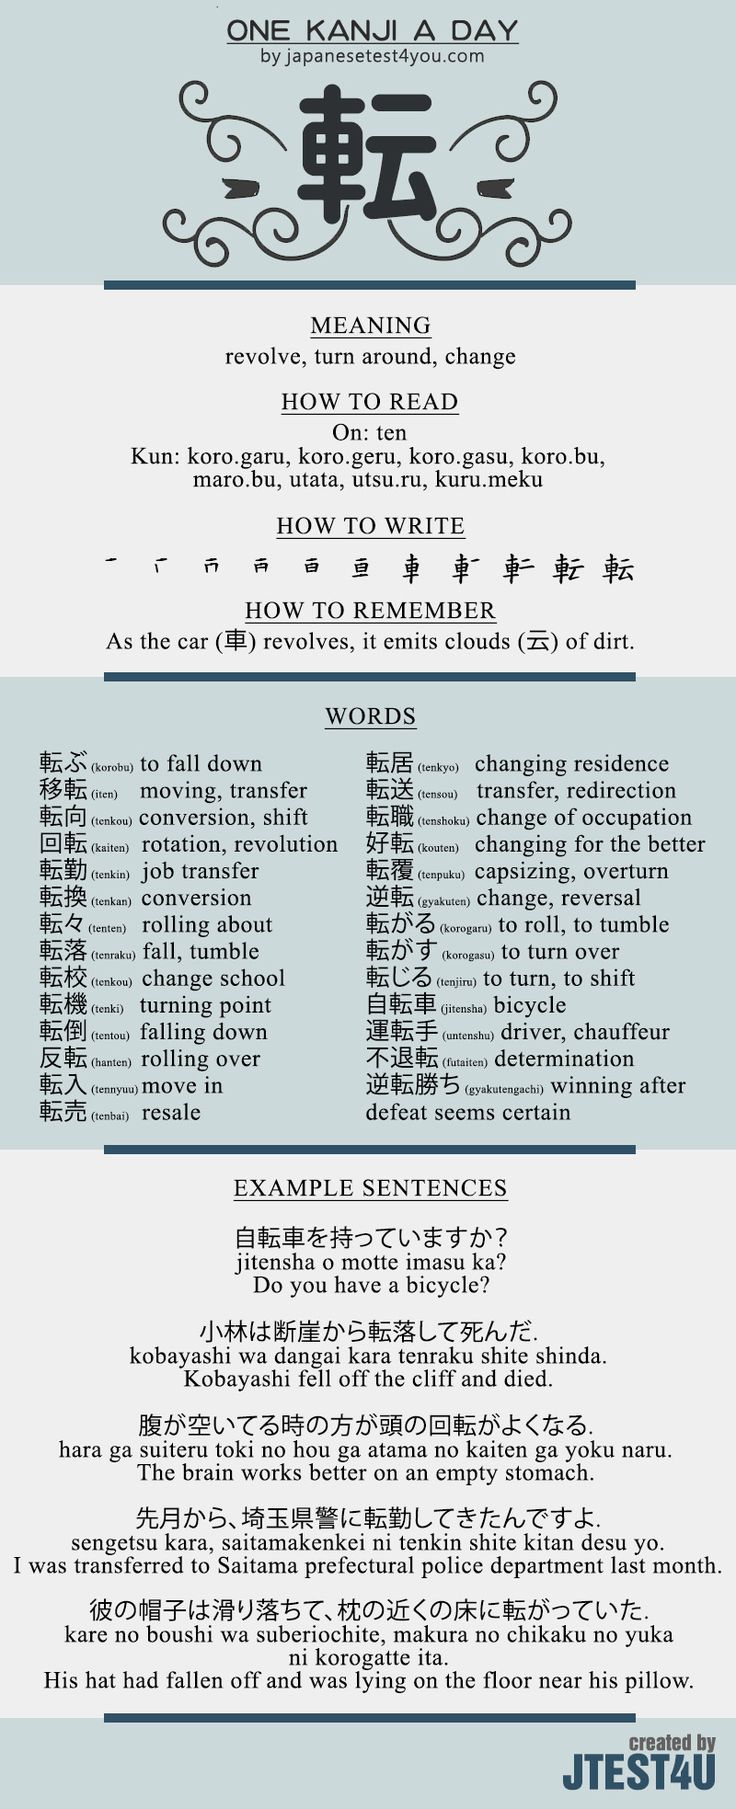 ONE KANJI A DAY
by japanesetest4you.com
転
MEANING
revolve, turn around, change
HOW TO READ
On: ten
Kun: koro.garu, koro.geru, koro.gasu, koro.bu,
maro.bu, utata, utsu.ru, kuru.meku
HOW TO WRITE
HOW TO REMEMBER
As the car (車) revolves, it emits clouds (云) of dirt.
WORDS
転ぶ (korobu) to fall down
移転 (iten) moving, transfer
転向 (tenkou) conversion, shift
回転 (kaiten) rotation, revolution
転勤 (tenkin) job transfer
転換 (tenkan) conversion
転々 (tenten) rolling about
転落 (tenraku) fall, tumble
転校 (tenkou) change school
転機 (tenki) turning point
転倒 (tentou) falling down
反転 (hanten) rolling over
転入 (tennyuu) move in
転売 (tenbai) resale
転居 (tenkyo) changing residence
転送 (tensou) transfer, redirection
転職 (tenshoku) change of occupation
好転 (kouten) changing for the better
転覆 (tenpuku) capsizing, overturn
逆転 (gyakuten) change, reversal
転がる (korogaru) to roll, to tumble
転がす (korogasu) to turn over
転じる (tenjiru) to turn, to shift
自転車 (jitensha) bicycle
運転手 (untenshu) driver, chauffeur
不退転 (futaiten) determination
逆転勝ち (gyakutengachi) winning after
defeat seems certain
EXAMPLE SENTENCES
自転車を持っていますか?
jitensha o motte imasu ka?
Do you have a bicycle?
小林は断崖から転落して死んだ.
kobayashi wa dangai kara tenraku shite shinda.
Kobayashi fell off the cliff and died.
腹が空いてる時の方が頭の回転がよくなる.
hara ga suiteru toki no hou ga atama no kaiten ga yoku naru.
The brain works better on an empty stomach.
先月から、埼玉県警に転勤してきたんですよ.
sengetsu kara, saitamakenkei ni tenkin shite kitan desu yo.
I was transferred to Saitama prefectural police department last month.
彼の帽子は滑り落ちて、枕の近くの床に転がっていた.
kare no boushi wa suberiochite, makura no chikaku no yuka
ni korogatte ita.
His hat had fallen off and was lying on the floor near his pillow.
created by
JTEST4U